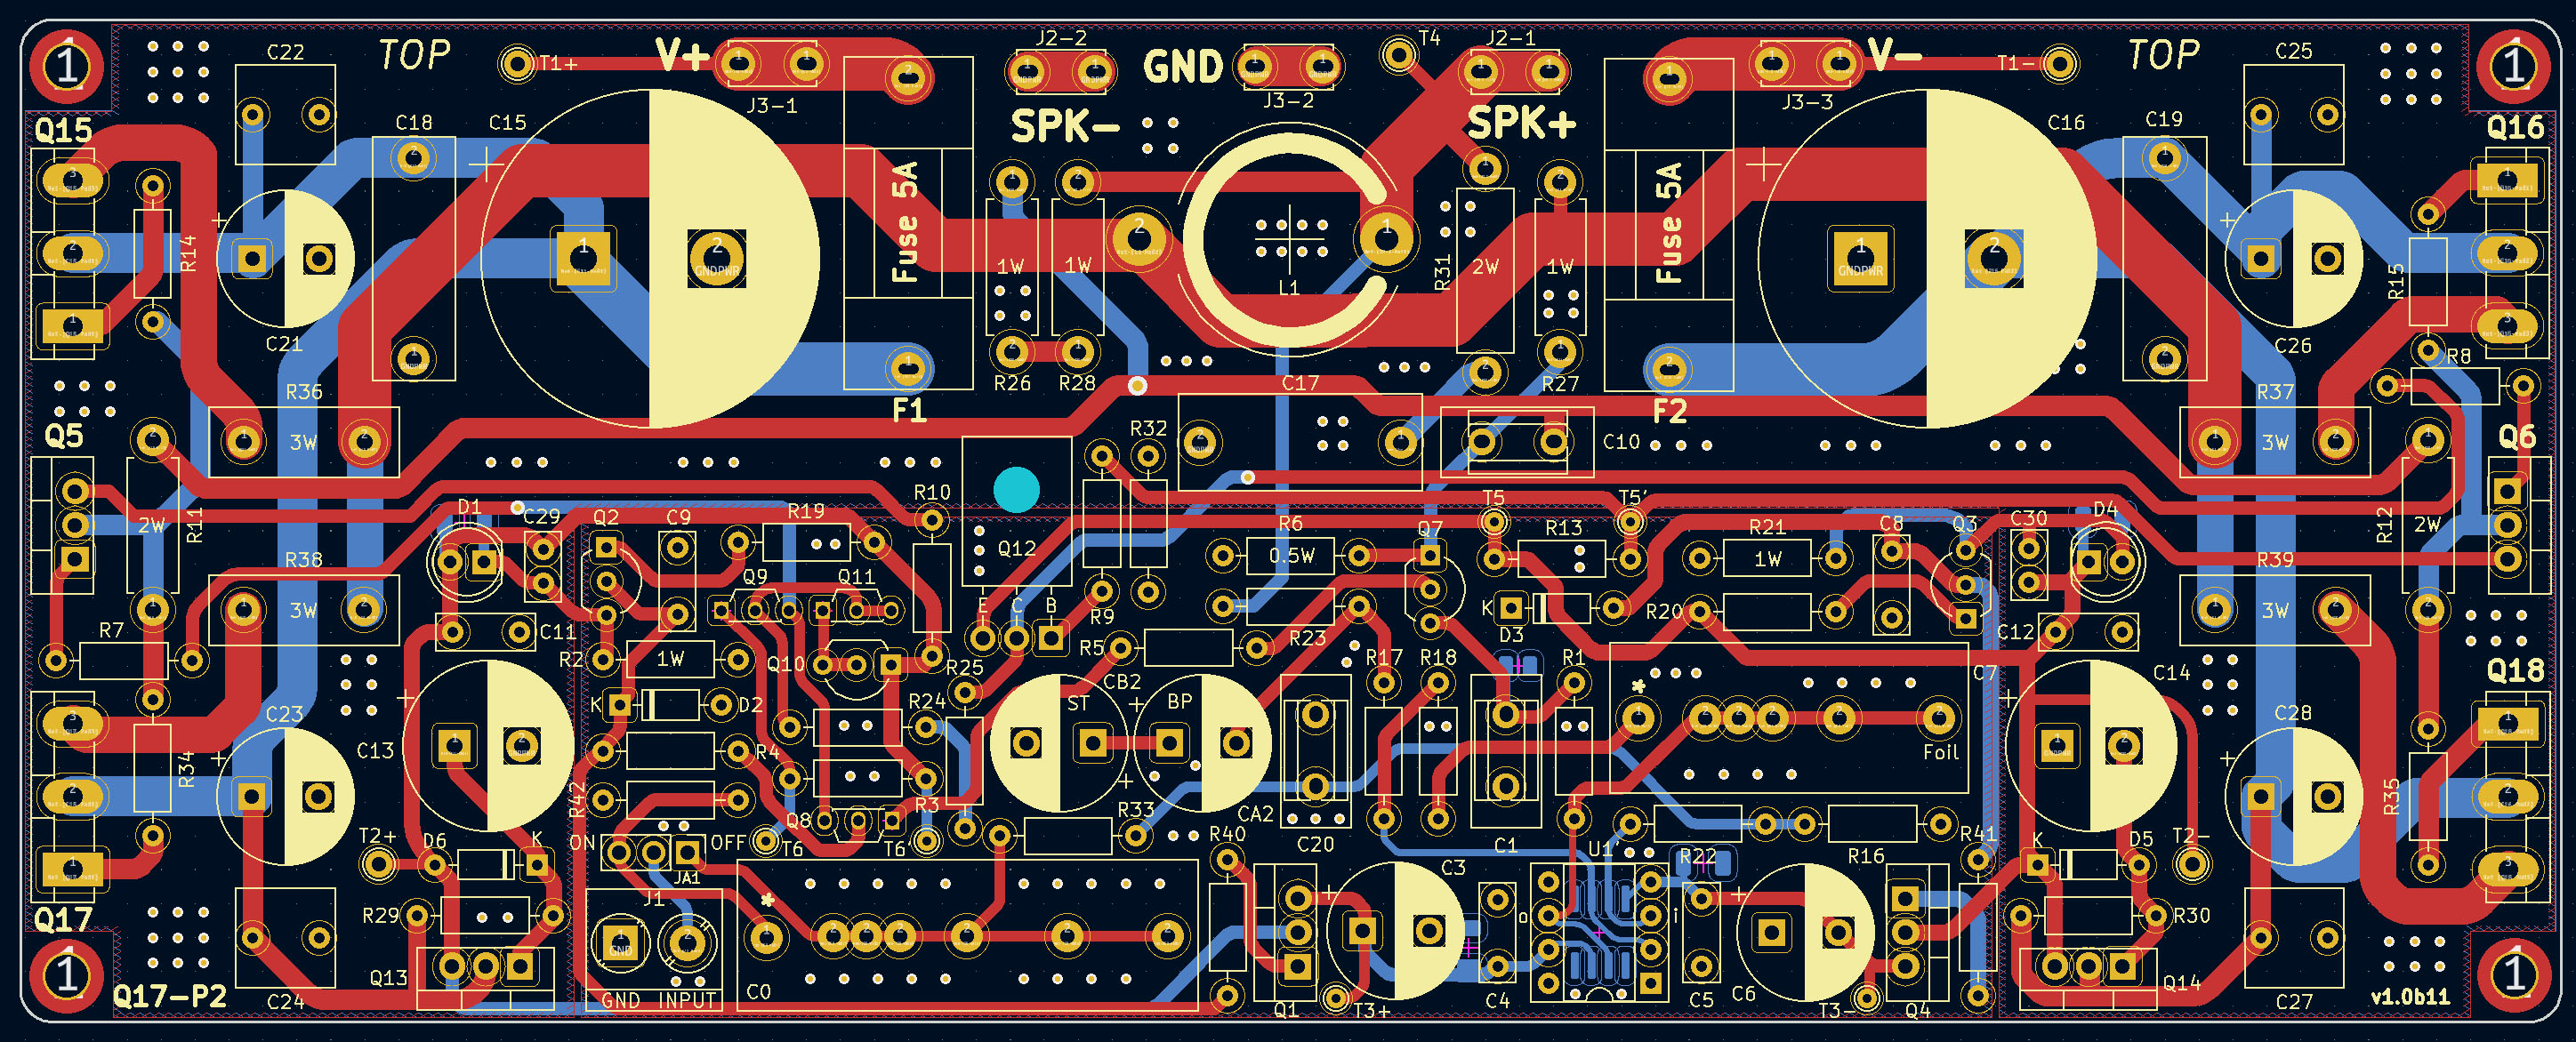 TOP
T1+
V+
J3-1
J2-2
GND
J3-2
T4
J2-1
J3-3
V-
T1-
TOP
C22
C18
C15
SPK-
SPK+
C16
C19
C25
Q15
Q16
R14
C21
Fuse 5A
1W
1W
L1
R31
2W
1W
Fuse 5A
R15
C26
R8
R36
3W
F1
R26
R28
C17
R27
F2
C10
R37
3W
Q5
Q6
R11
2W
D1
C29
Q2
C9
R19
R10
Q12
R32
R9
R6
0.5W
Q7
T5
R13
T5'
R21
1W
C8
Q3
C30
D4
R12
2W
R38
3W
Q9
Q11
E
C
B
R5
R23
K
D3
R20
R39
3W
R7
C11
R2
1W
Q10
R25
R17
R18
R1
C7
C12
C14
Q18
K
D2
R24
CB2
ST
BP
*
Foil
C23
C13
R34
R4
R42
R3
R33
CA2
C20
C1
C28
R35
Q8
ON
OFF
T6
T6'
JA1
R40
U1'
R22
R16
R41
K
D5
T2-
T2+
D6
K
R29
J1
*
C3
o
i
R30
Q17
Q17-P2
C24
Q13
GND
INPUT
C0
Q1
T3+
C4
C5
C6
T3-
Q4
Q14
C27
v1.0b11